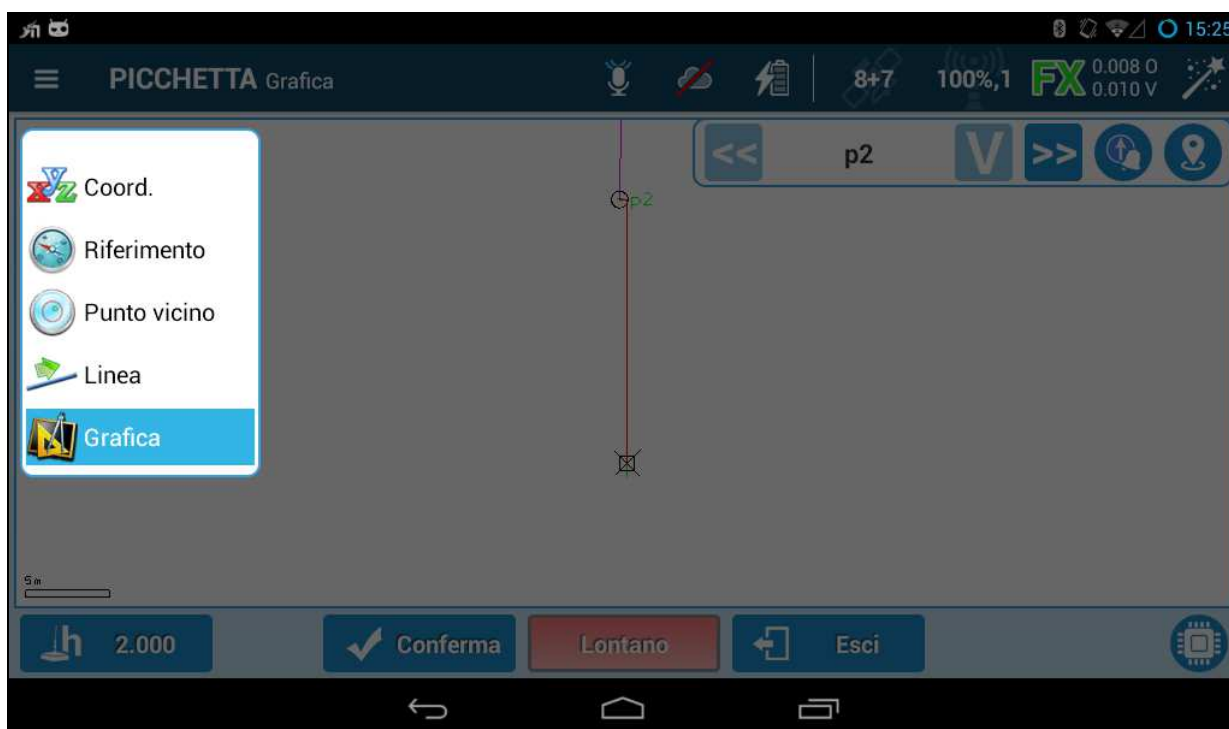 15:25
PICCHETTA Grafica
8+7
100%,1
FX
0.008 O
0.010 V
<< p2 V >>
xyz Coord.
p2
Riferimento
Punto vicino
Linea
Grafica
5m
h 2.000
Conferma
Lontano
Esci